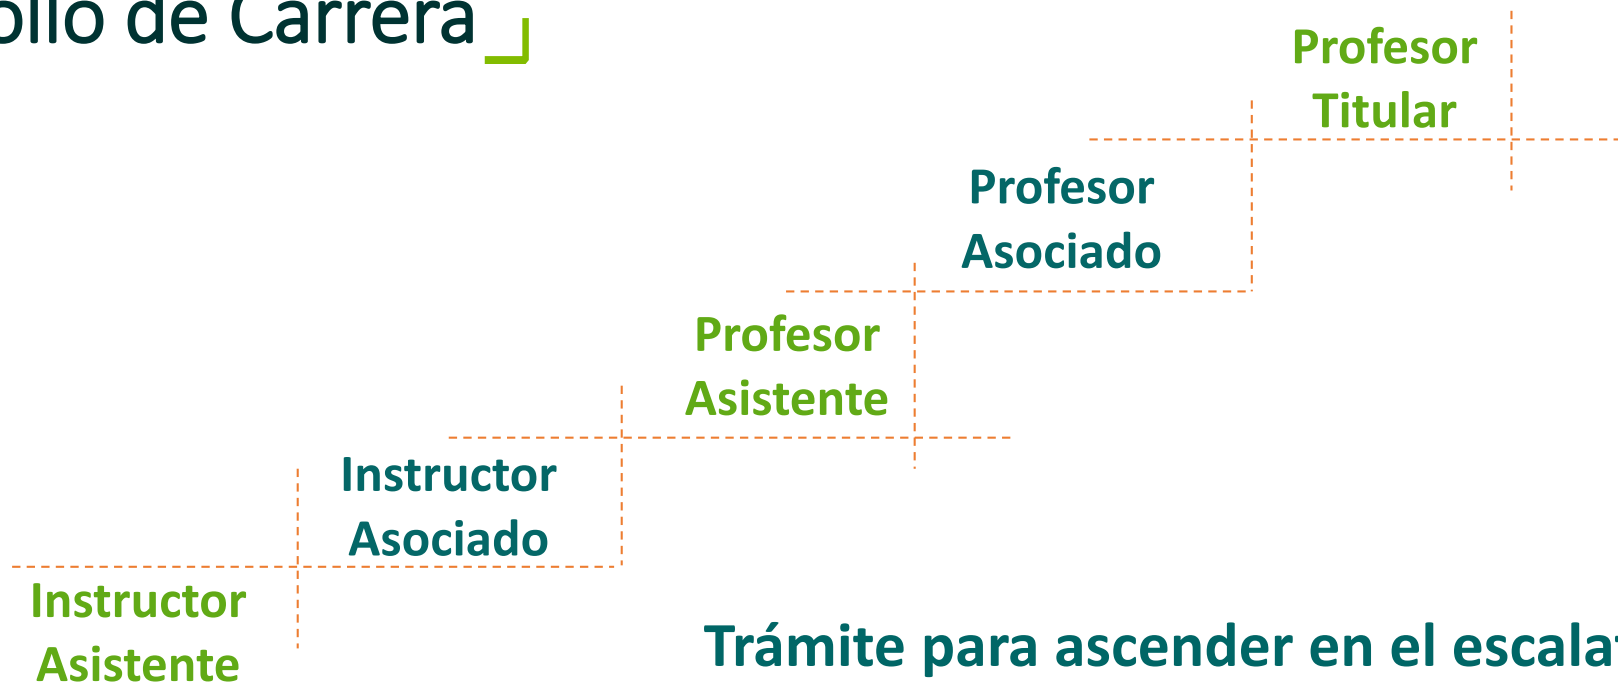 ollo de Carrera
Profesor
Titular
Profesor
Asociado
Profesor
Asistente
Instructor
Asociado
Instructor
Asistente
Trámite para ascender en el escala